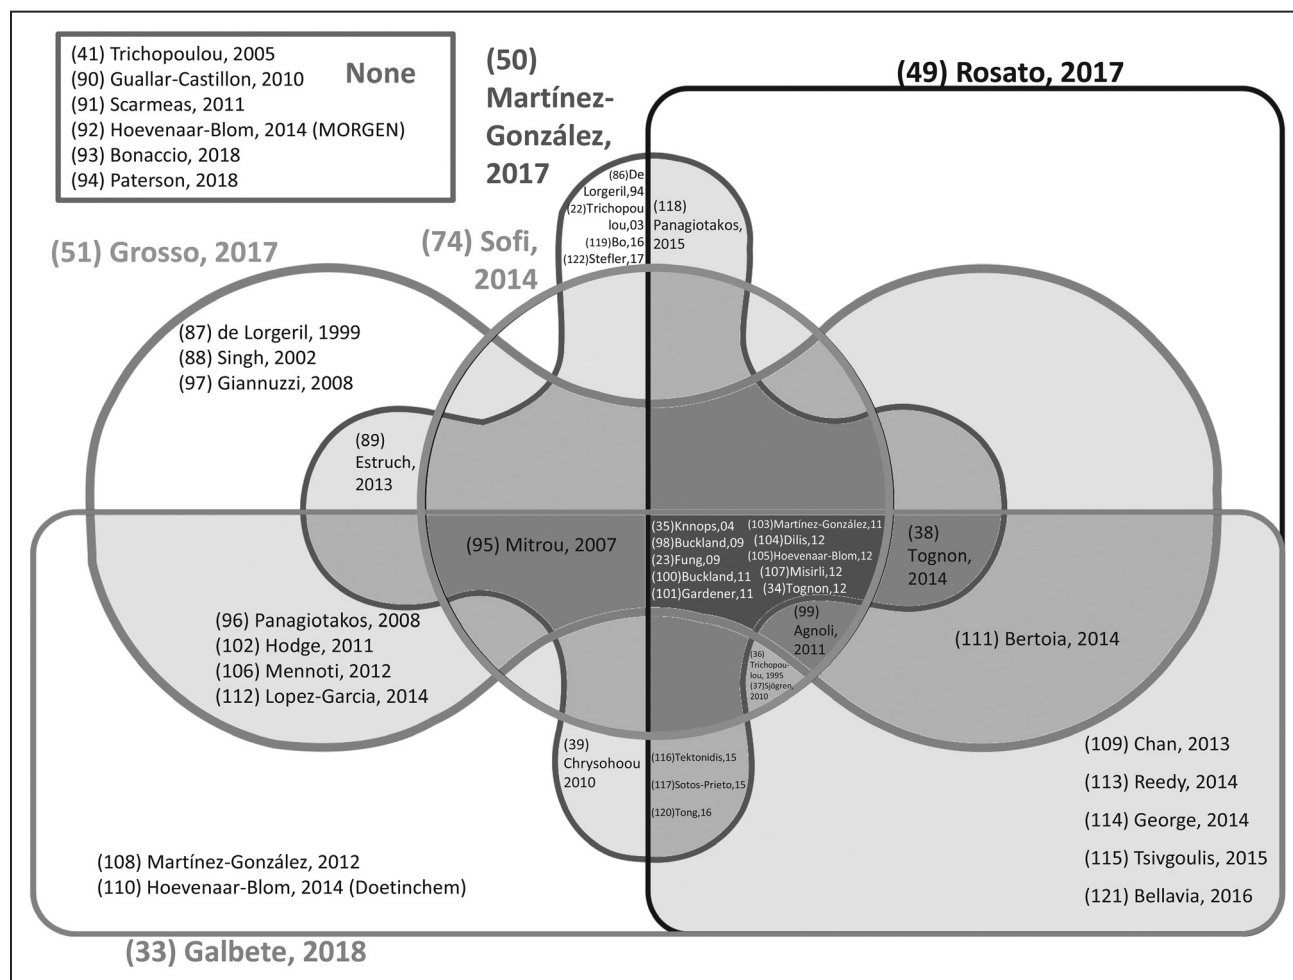 (41) Trichopoulou, 2005
(90) Guallar-Castillon, 2010
(91) Scarmeas, 2011
(92) Hoevenaar-Blom, 2014 (MORGEN)
(93) Bonaccio, 2018
(94) Paterson, 2018
None
(50)
Martínez-
González,
2017
(49) Rosato, 2017
(51) Grosso, 2017
(74) Sofi,
2014
(86)De
Lorgeril,94
(22)Trichopou
lou,03
(119)Bo,16
(122)Stefler,17
(118)
Panagiotakos,
2015
(87) de Lorgeril, 1999
(88) Singh, 2002
(97) Giannuzzi, 2008
(89)
Estruch,
2013
(95) Mitrou, 2007
(35)Knnops,04
(98)Buckland,09
(23)Fung,09
(100)Buckland,11
(101)Gardener,11
(103)Martínez-González,11
(104)Dilis,12
(105)Hoevenaar-Blom,12
(107)Misirli,12
(34)Tognon,12
(38)
Tognon,
2014
(99)
Agnoli,
2011
(36)
Trichopou-
lou, 1995
(37)Sjögren,
2010
(111) Bertoia, 2014
(96) Panagiotakos, 2008
(102) Hodge, 2011
(106) Mennoti, 2012
(112) Lopez-Garcia, 2014
(39)
Chrysohoou
2010
(116)Tektonidis,15
(117)Sotos-Prieto,15
(120)Tong,16
(109) Chan, 2013
(113) Reedy, 2014
(114) George, 2014
(115) Tsivgoulis, 2015
(121) Bellavia, 2016
(108) Martínez-González, 2012
(110) Hoevenaar-Blom, 2014 (Doetinchem)
(33) Galbete, 2018